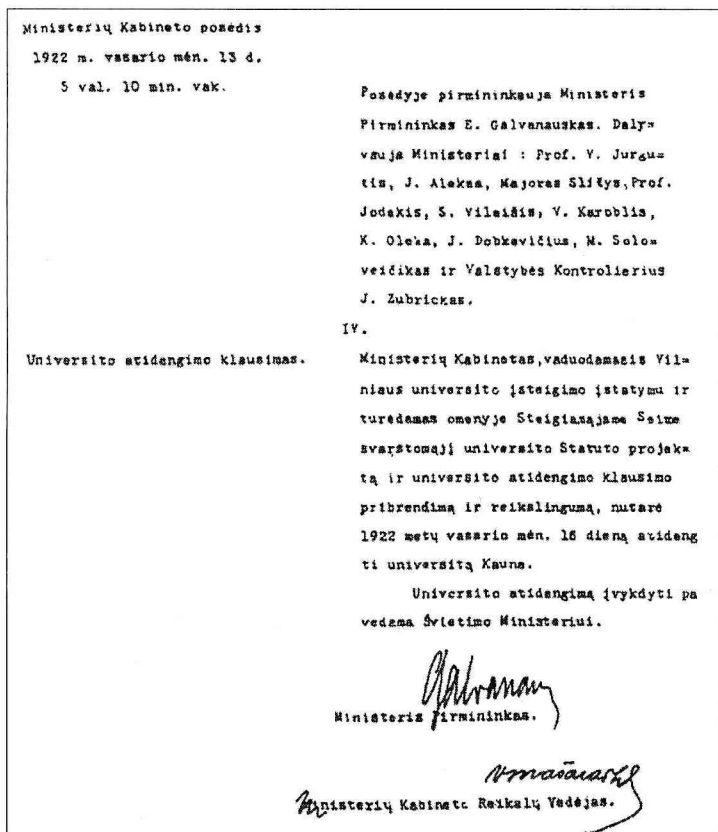 Ministerių Kabineto posėdis
1922 m. vasario mėn. 13 d.
5 val. 10 min. vak.
Posėdyje pirmininkauja Ministeris
Pirmininkas E. Galvanauskas. Daly=
vauja Ministeriai : Prof. V. Jurgu=
tis, J. Aleksa, Majoras Sližys, Prof.
Jodelis, S. Vileišis, V. Karoblis,
K. Oleka, J. Dobkevičius, M. Solo=
veičikas ir Valstybės Kontrolierius
J. Zubrickas.
IV.
Universito atidengimo klausimas.
Ministerių Kabinetas, vaduodamasis Vil=
niaus universito įsteigimo įstatymu ir
turėdamas omenyje Steigiamąjame Seime
svarstomąjį universito Statuto projek=
tą ir universito atidengimo klausimo
pribrendimą ir reikalingumą, nutarė
1922 metų vasario mėn. 16 dieną atideng
ti universitą Kaune.
Universito atidengimą įvykdyti pa
vedama Švietimo Ministeriui.
Galvanau
Ministeris Pirmininkas.
Ministerių Kabineto Reikalų Vedėjas.